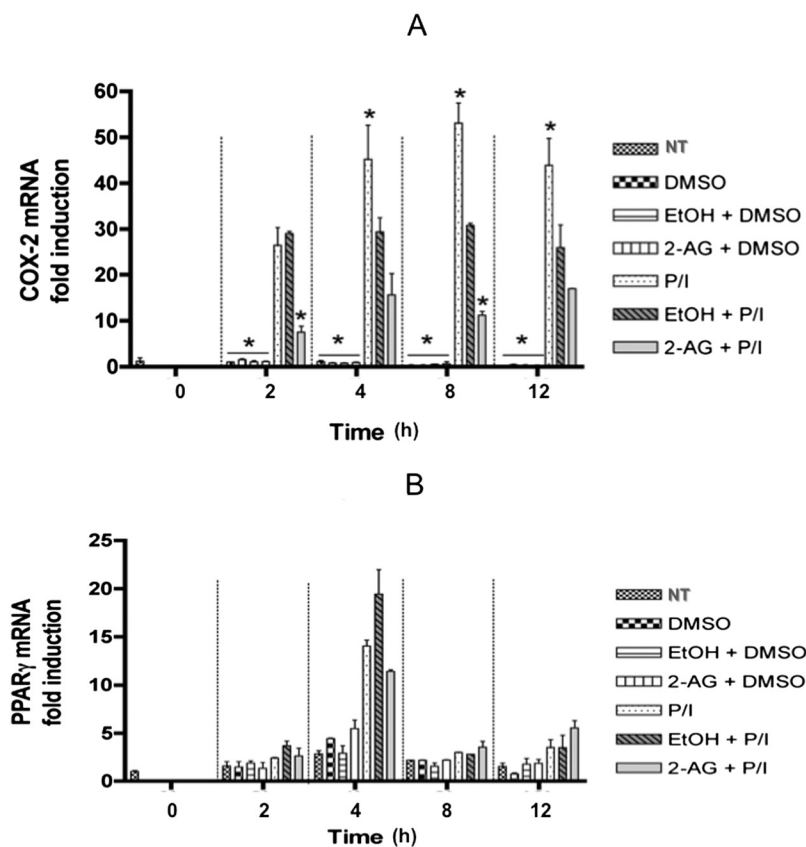 A
COX-2 mRNA
fold induction
60
50
40
30
20
10
0
*
*
*
*
*
*
*
*
*
0
2
4
8
12
Time (h)
NT
DMSO
EtOH + DMSO
2-AG + DMSO
P/I
EtOH + P/I
2-AG + P/I
B
PPARγ mRNA
fold induction
25
20
15
10
5
0
0
2
4
8
12
Time (h)
NT
DMSO
EtOH + DMSO
2-AG + DMSO
P/I
EtOH + P/I
2-AG + P/I